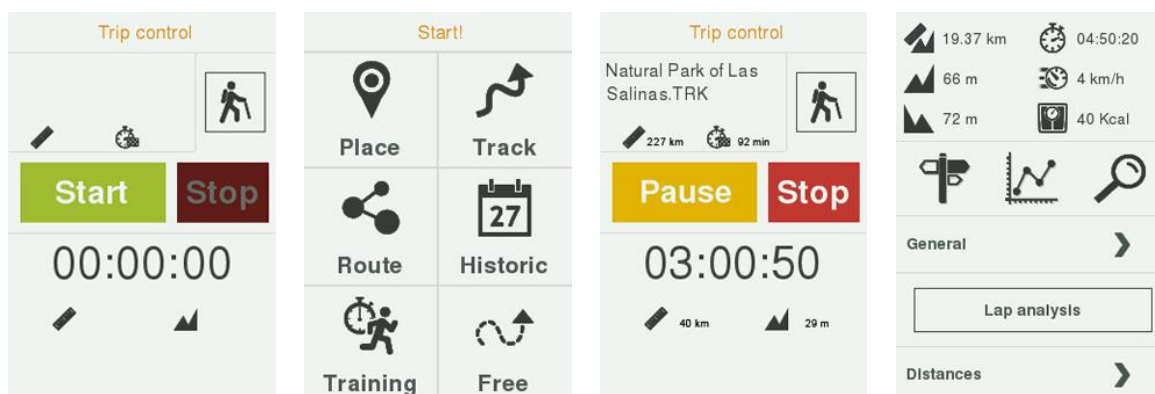 Trip control
Start
Stop
00:00:00
Start!
Place
Track
Route
27
Historic
Training
Free
Trip control
Natural Park of Las
Salinas.TRK
227 km
92 min
Pause
Stop
03:00:50
40 km
29 m
19.37 km
04:50:20
66 m
4 km/h
72 m
40 Kcal
General
Lap analysis
Distances